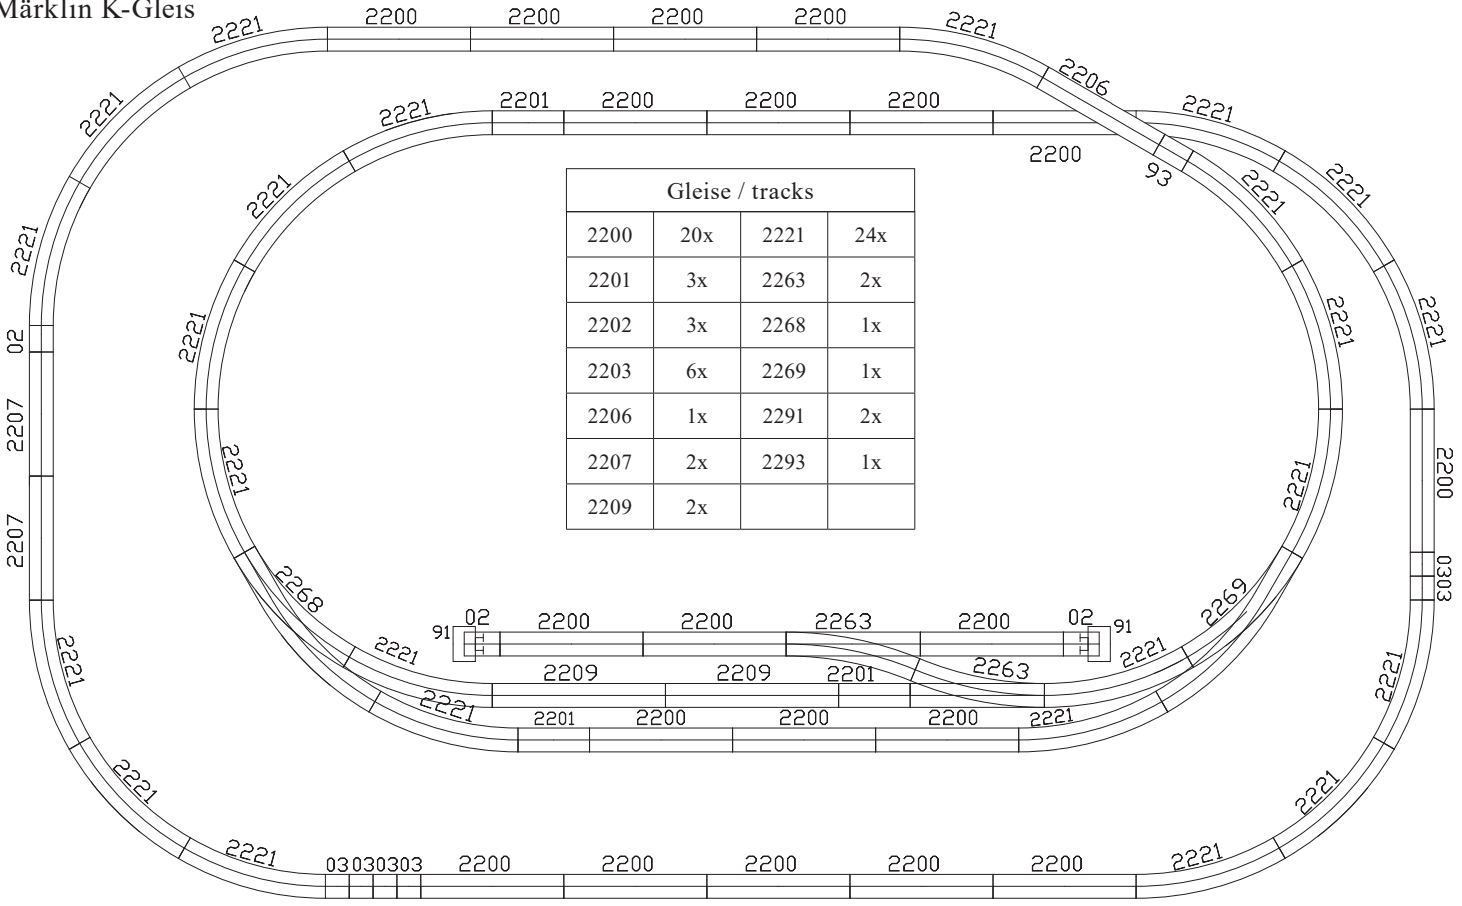 Märklin K-Gleis
2221 2200 2200 2200 2200 2221
2206
2221 2221 2201 2200 2200 2200 2221
2200 93
2221 2221 2221
2221 2221 2221
Gleise / tracks
2200 20x 2221 24x
2201 3x 2263 2x
2202 3x 2268 1x
2203 6x 2269 1x
2206 1x 2291 2x
2207 2x 2293 1x
2209 2x
02 2207 2207
2221 2221
2200 0303
2268 2269
91 02 2200 2200 2263 2200 02 91
2221 2209 2209 2201 2263 2221
2221 2201 2200 2200 2200 2221
2221 2221
2221 2221
2221 03030303 2200 2200 2200 2200 2200 2221